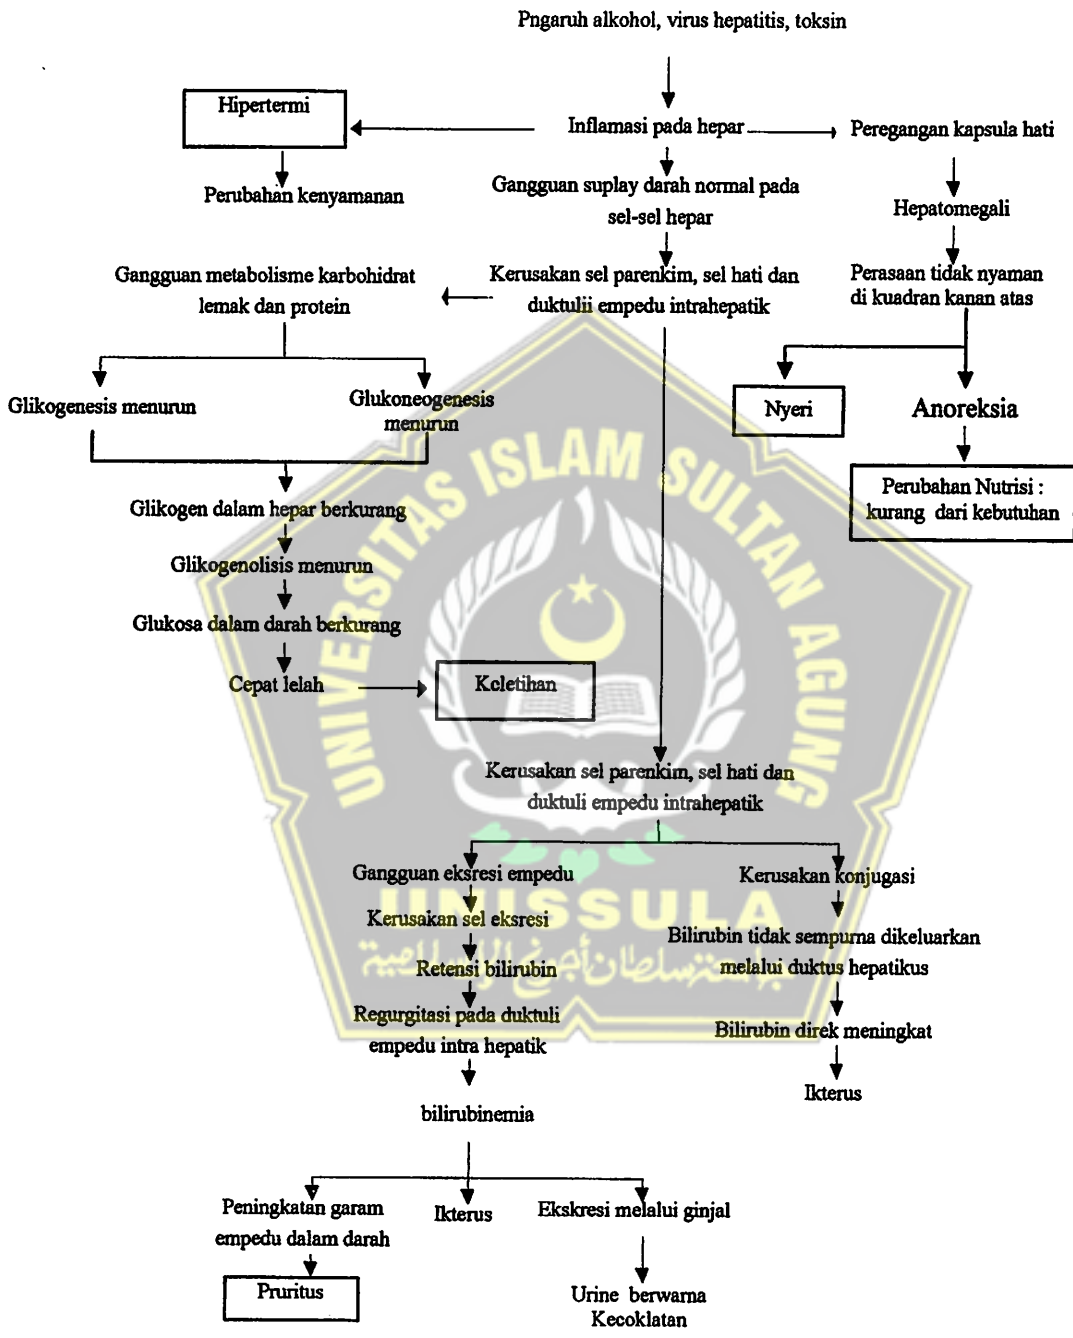 Pngaruh alkohol, virus hepatitis, toksin
Hipertermi
Inflamasi pada hepar
Peregangan kapsula hati
Perubahan kenyamanan
Gangguan suplay darah normal pada
sel-sel hepar
Hepatomegali
Gangguan metabolisme karbohidrat
lemak dan protein
Kerusakan sel parenkim, sel hati dan
duktulii empedu intrahepatik
Perasaan tidak nyaman
di kuadran kanan atas
Glikogenesis menurun
Glukoneogenesis
menurun
Nyeri
Anoreksia
Perubahan Nutrisi :
kurang dari kebutuhan
Glikogen dalam hepar berkurang
Glikogenolisis menurun
Glukosa dalam darah berkurang
Cepat lelah
Keletihan
Kerusakan sel parenkim, sel hati dan
duktuli empedu intrahepatik
Gangguan eksresi empedu
Kerusakan konjugasi
Kerusakan sel eksresi
Bilirubin tidak sempurna dikeluarkan
melalui duktus hepatikus
Retensi bilirubin
Regurgitasi pada duktuli
empedu intra hepatik
Bilirubin direk meningkat
Ikterus
bilirubinemia
Peningkatan garam
empedu dalam darah
Ikterus
Ekskresi melalui ginjal
Pruritus
Urine berwarna
Kecoklatan
UNIVERSITAS ISLAM SULTAN AGUNG
UNISSULA
جامعة سلطان أجونج الإسلامية